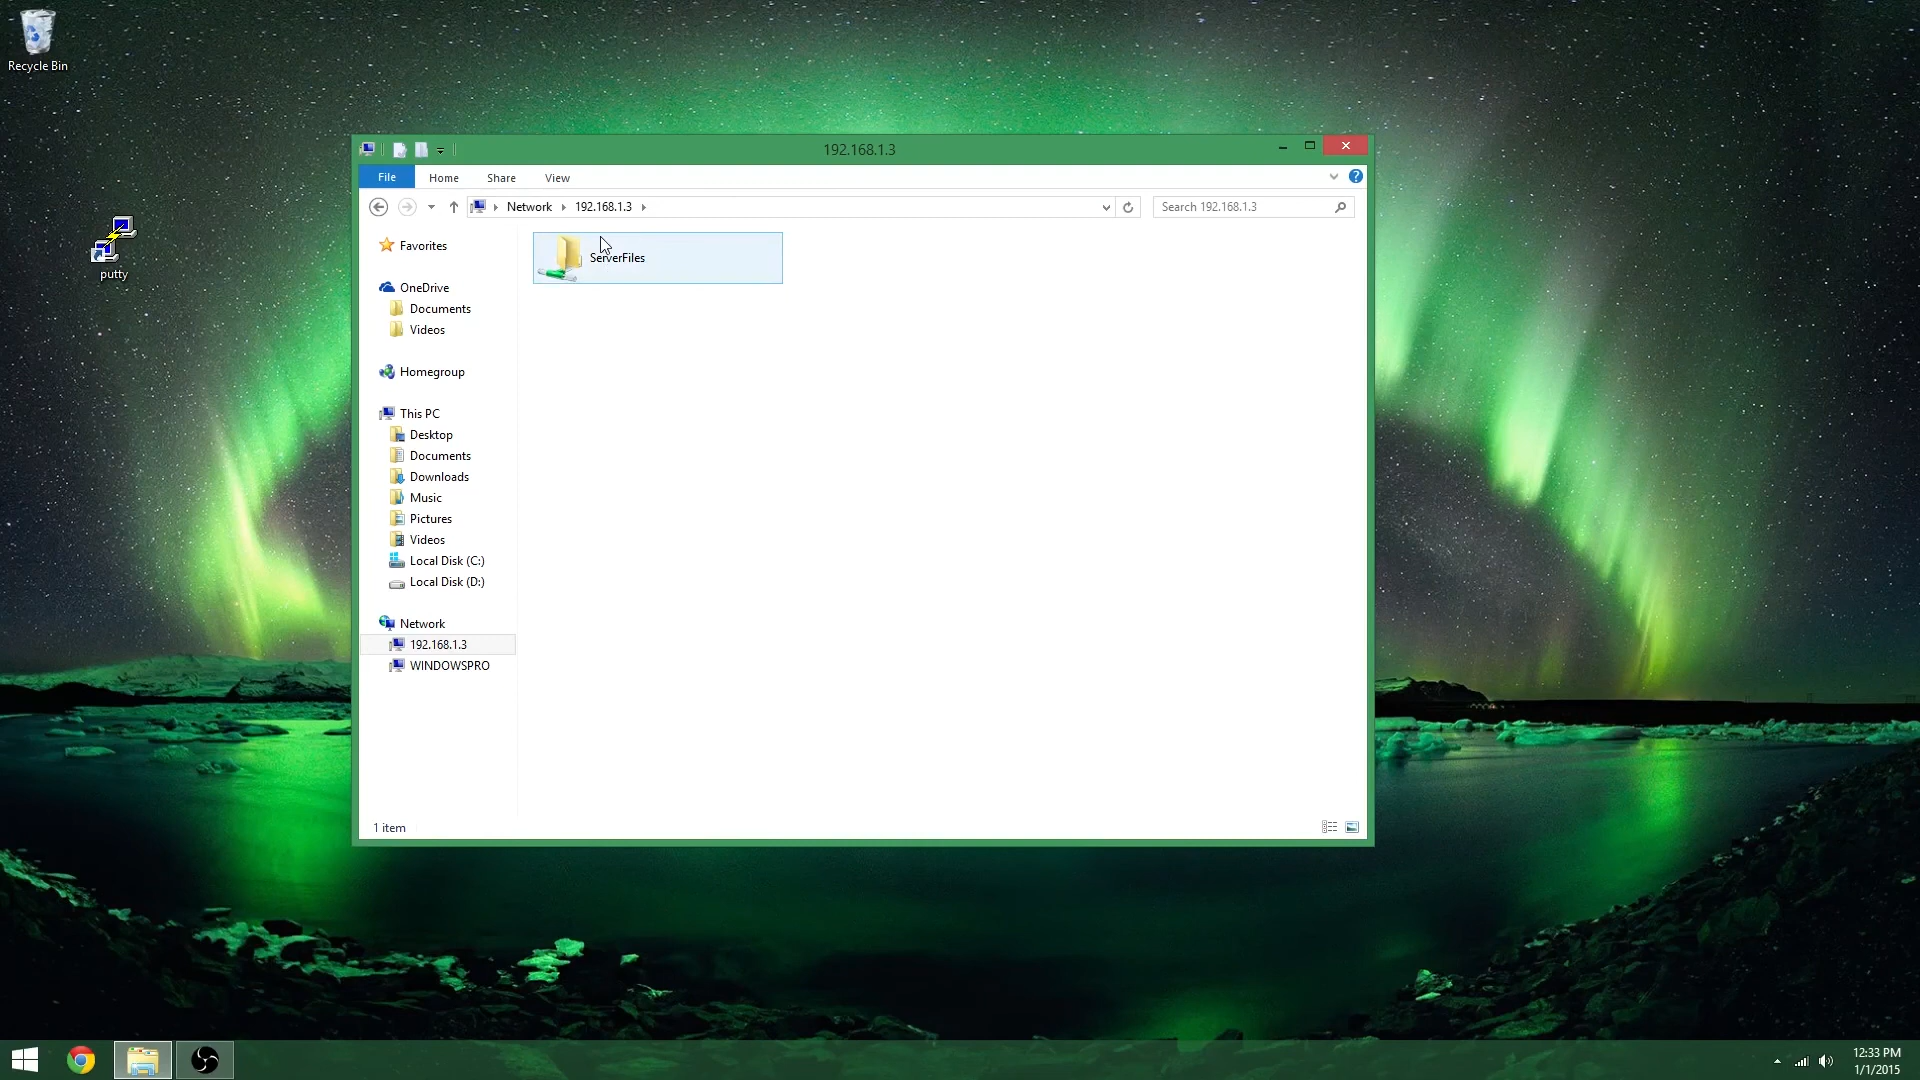 Recycle Bin
putty
192.168.1.3
File Home Share View
Network 192.168.1.3
Search 192.168.1.3
Favorites
OneDrive
Documents
Videos
Homegroup
This PC
Desktop
Documents
Downloads
Music
Pictures
Videos
Local Disk (C:)
Local Disk (D:)
Network
192.168.1.3
WINDOWSPRO
ServerFiles
1 item
12:33 PM
1/1/2015